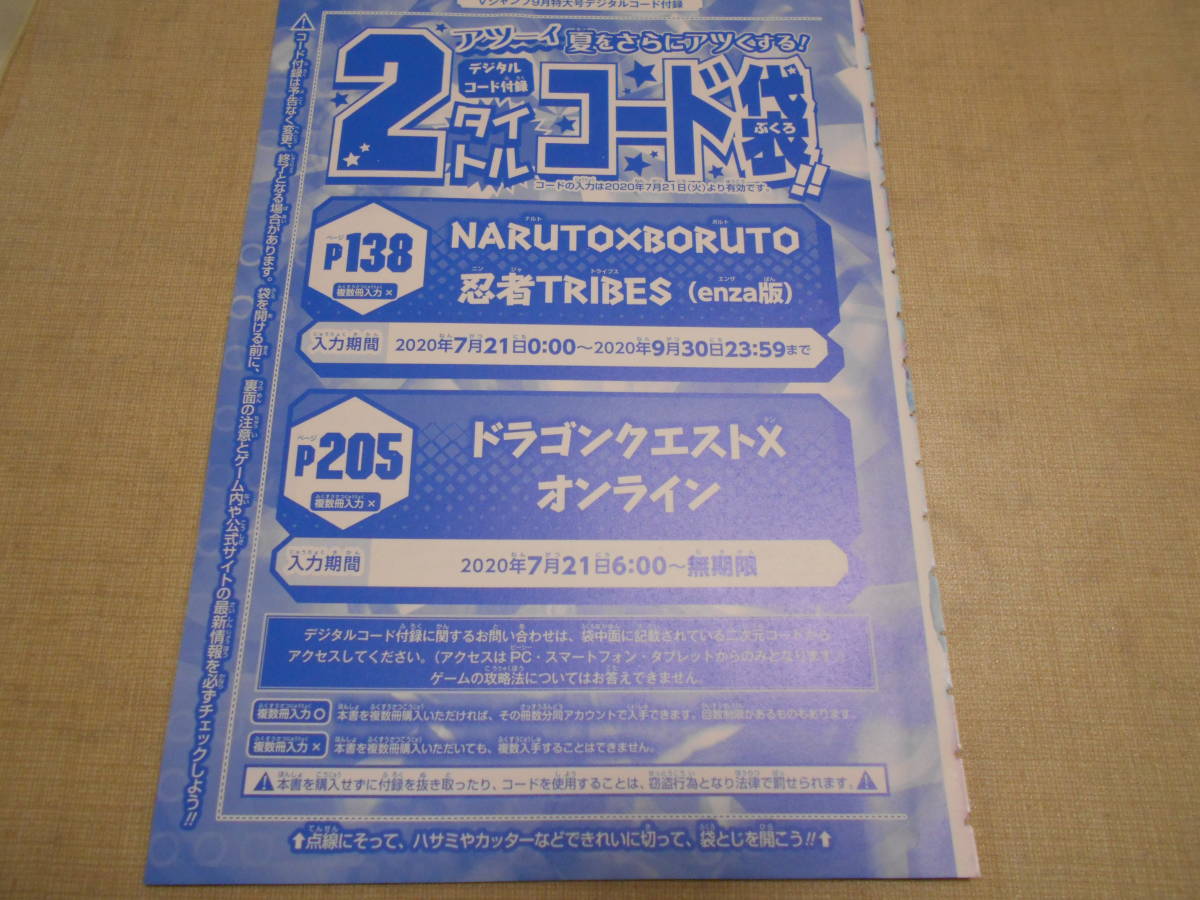 Vジャンプ9月特大号デジタルコード付録
アツーイ夏をさらにアツくする!
2タイトル
デジタル
コード付録
コード袋!!
ぶくろ
コードの入力は2020年7月21日(火)より有効です。
ページ
P138
複数冊入力×
NARUTO×BORUTO
忍者TRIBES(enza版)
入力期間 2020年7月21日0:00～2020年9月30日23:59まで
ページ
P205
複数冊入力×
ドラゴンクエストX
オンライン
入力期間 2020年7月21日6:00～無期限
デジタルコード付録に関するお問い合わせは、袋中面に記載されている二次元コードから
アクセスしてください。(アクセスはPC・スマートフォン・タブレットからのみとなります)
ゲームの攻略法についてはお答えできません。
複数冊入力○ 本書を複数冊購入いただければ、その冊数分同アカウントで入手できます。回数制限があるものもあります。
複数冊入力× 本書を複数冊購入いただいても、複数入手することはできません。
本書を購入せずに付録を抜き取ったり、コードを使用することは、窃盗行為となり法律で罰せられます。
↑点線にそって、ハサミやカッターなどできれいに切って、袋とじを開こう!!↑
コード付録は予告なく変更、終了となる場合があります。袋を開ける前に、裏面の注意とゲーム内や公式サイトの最新情報を必ずチェックしよう!!